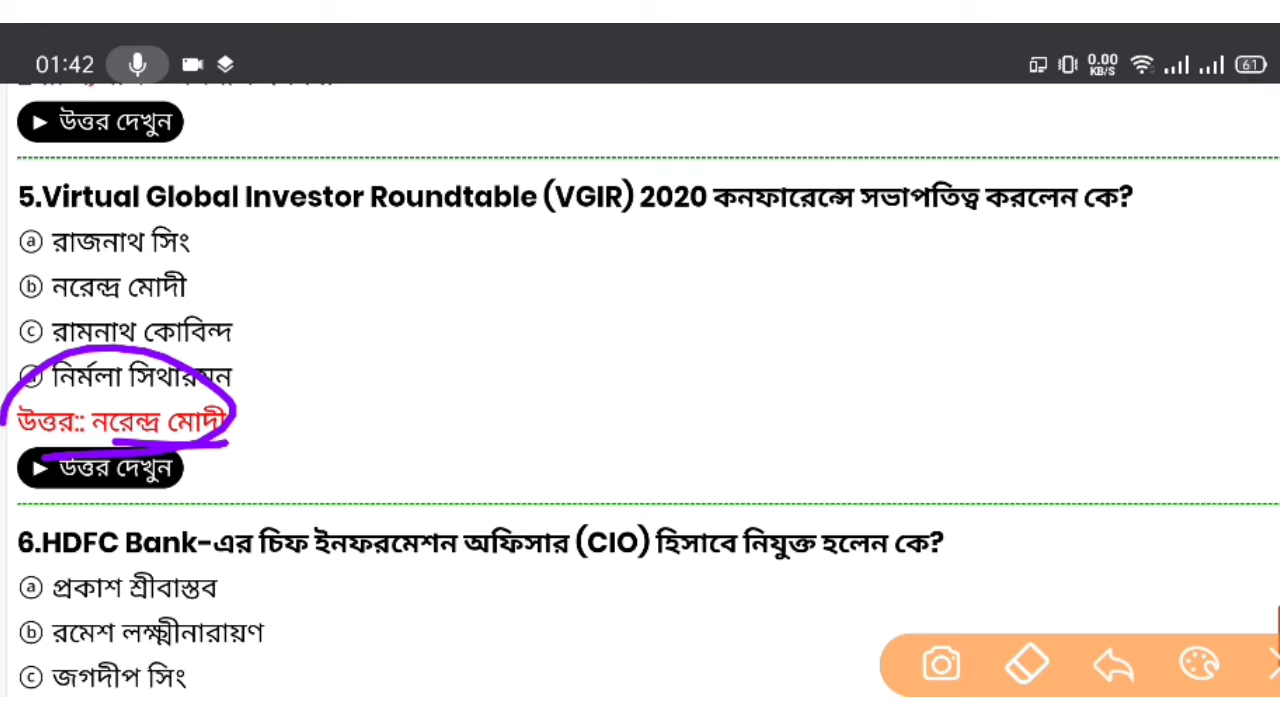 01:42 0.00 KB/S 61
► উত্তর দেখুন
5.Virtual Global Investor Roundtable (VGIR) 2020 কনফারেন্সে সভাপতিত্ব করলেন কে?
ⓐ রাজনাথ সিং
ⓑ নরেন্দ্র মোদী
ⓒ রামনাথ কোবিন্দ
ⓓ নির্মলা সিথারমন
উত্তর:: নরেন্দ্র মোদী
► উত্তর দেখুন
6.HDFC Bank-এর চিফ ইনফরমেশন অফিসার (CIO) হিসাবে নিযুক্ত হলেন কে?
ⓐ প্রকাশ শ্রীবাস্তব
ⓑ রমেশ লক্ষ্মীনারায়ণ
ⓒ জগদীপ সিং